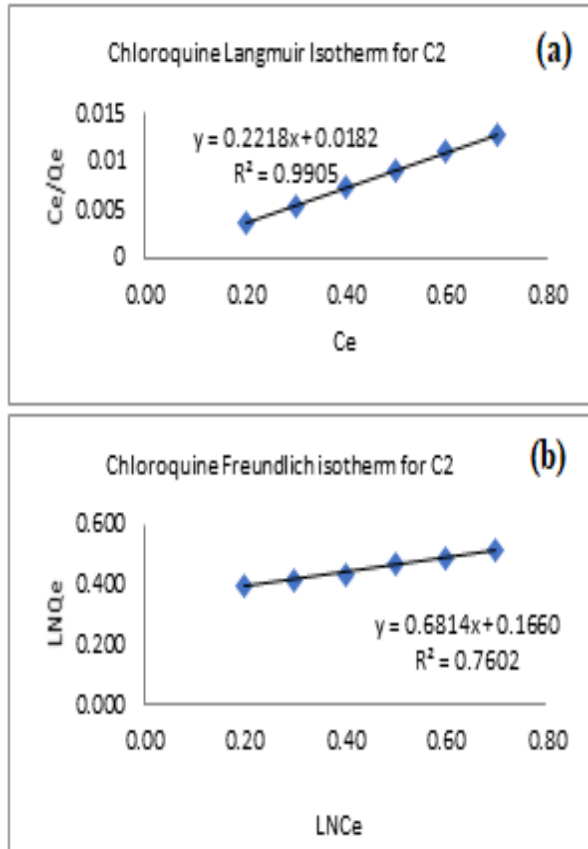 Chloroquine Langmuir Isotherm for C2
(a)
0.015
0.01
0.005
0
Ce/Qe
y = 0.2218x+0.0182
R² = 0.9905
0.00 0.20 0.40 0.60 0.80
Ce
Chloroquine Freundlich isotherm for C2
(b)
0.600
0.400
0.200
0.000
LNQe
y = 0.6814x+0.1660
R² = 0.7602
0.00 0.20 0.40 0.60 0.80
LNCe